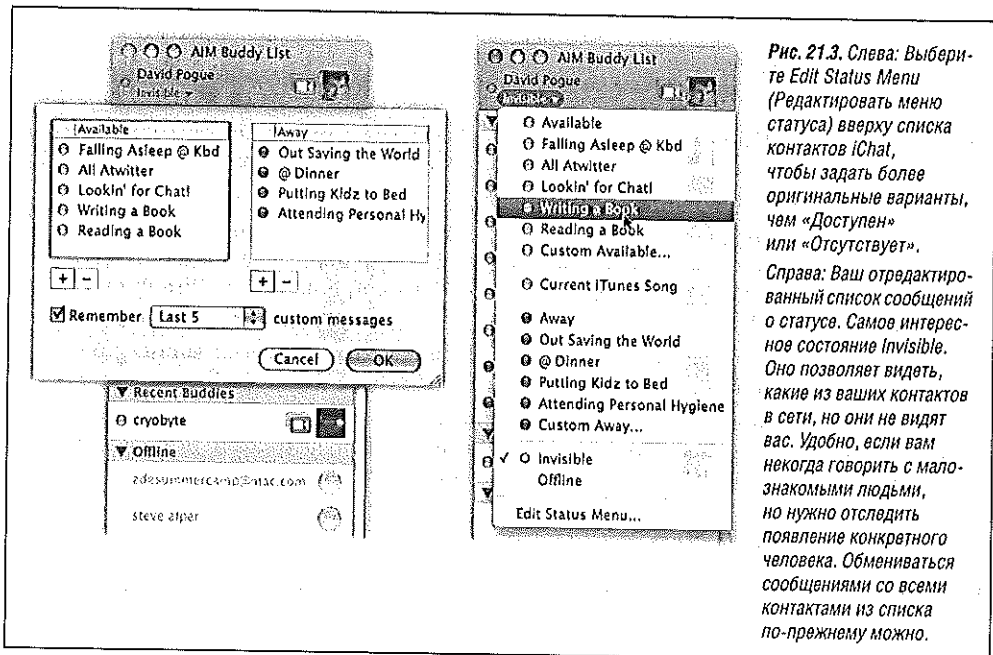 AIM Buddy List
David Pogue
Invisible
Available
Falling Asleep @ Kbd
All Atwitter
Lookin' for Chat!
Writing a Book
Reading a Book
+ -
Away
Out Saving the World
@ Dinner
Putting Kidz to Bed
Attending Personal Hy
+ -
Remember Last 5 custom messages
Cancel OK
Recent Buddies
cryobyte
Offline
steve alper
AIM Buddy List
David Pogue
Invisible
Available
Falling Asleep @ Kbd
All Atwitter
Lookin' for Chat!
Writing a Book
Reading a Book
Custom Available...
Current iTunes Song
Away
Out Saving the World
@ Dinner
Putting Kidz to Bed
Attending Personal Hygiene
Custom Away...
✓ Invisible
Offline
Edit Status Menu...
Рис. 21.3. Слева: Выбери-
те Edit Status Menu
(Редактировать меню
статуса) вверху списка
контактов iChat,
чтобы задать более
оригинальные варианты,
чем «Доступен»
или «Отсутствует».
Справа: Ваш отредактиро-
ванный список сообщений
о статусе. Самое интерес-
ное состояние Invisible.
Оно позволяет видеть,
какие из ваших контактов
в сети, но они не видят
вас. Удобно, если вам
некогда говорить с мало-
знакомыми людьми,
но нужно отследить
появление конкретного
человека. Обмениваться
сообщениями со всеми
контактами из списка
по-прежнему можно.